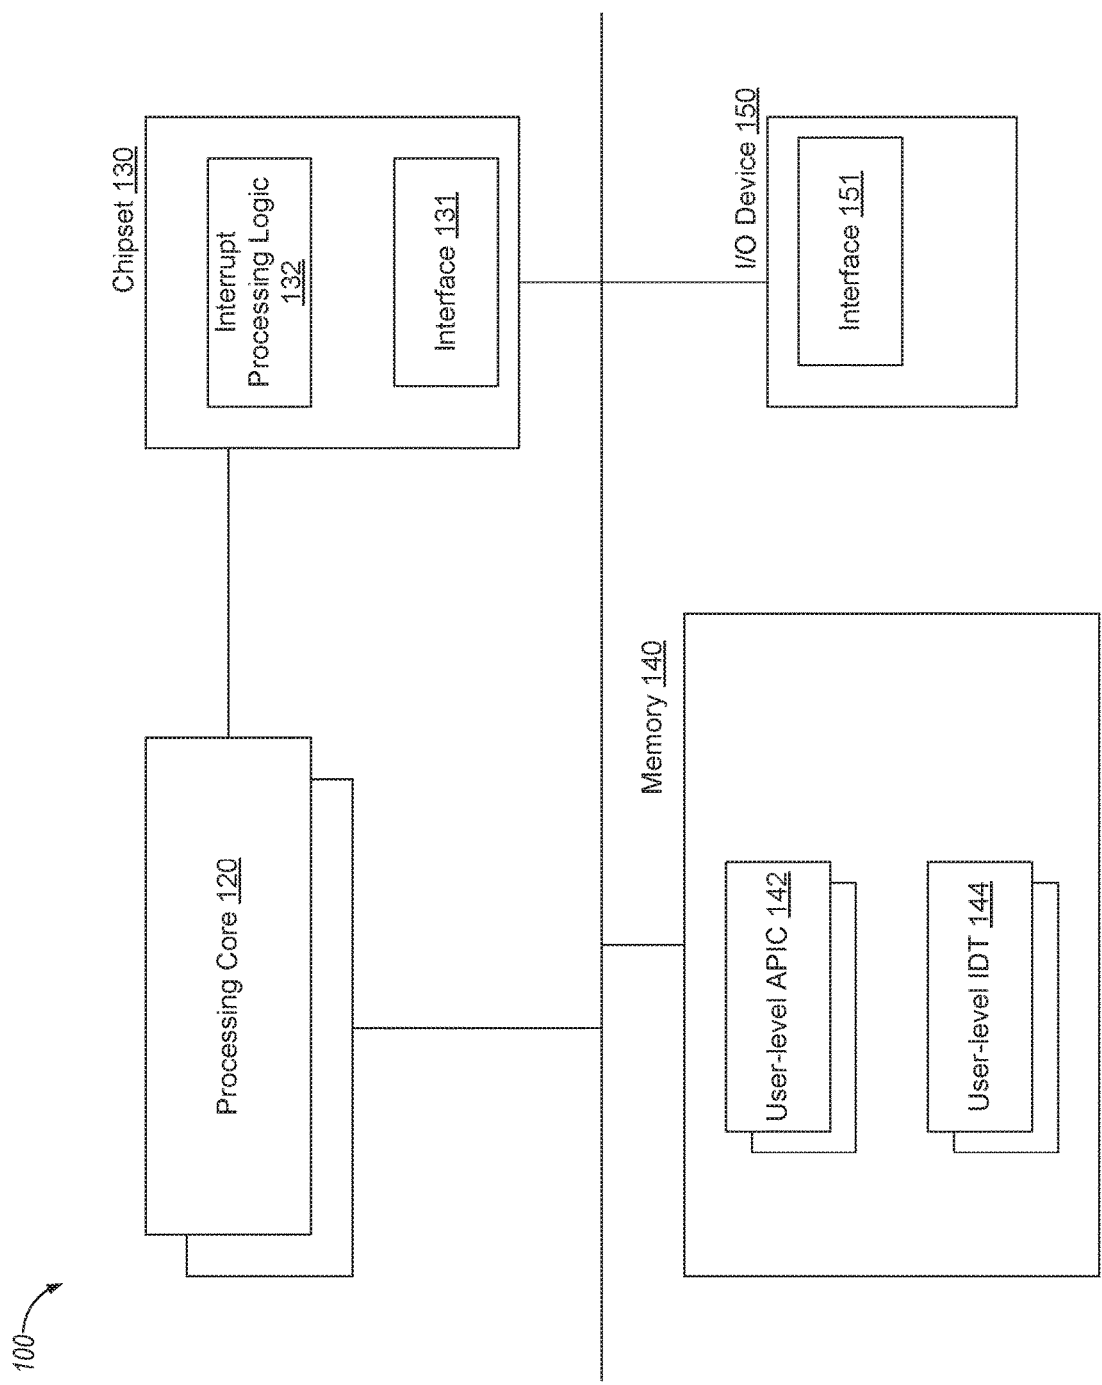 100
Processing Core 120
Chipset 130
Interrupt
Processing Logic
132
Interface 131
Memory 140
User-level APIC 142
User-level IDT 144
I/O Device 150
Interface 151